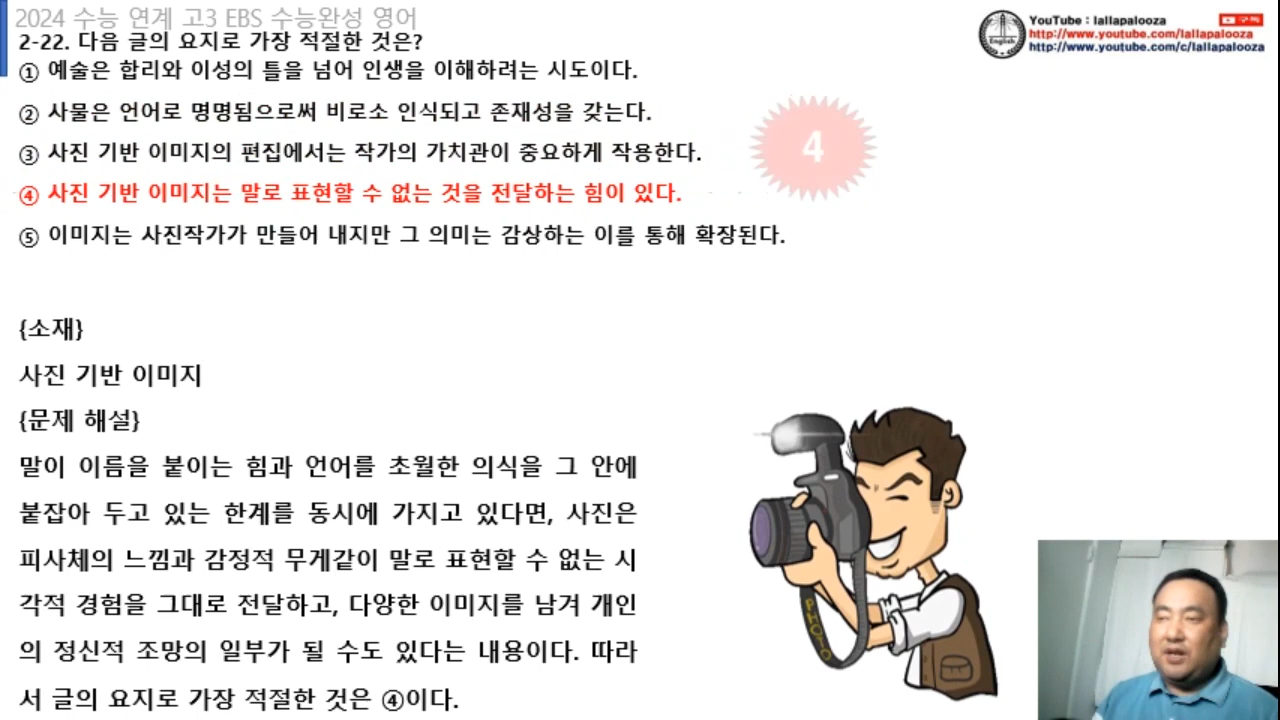 2024 수능 연계 고3 EBS 수능완성 영어
2-22. 다음 글의 요지로 가장 적절한 것은?
① 예술은 합리와 이성의 틀을 넘어 인생을 이해하려는 시도이다.
② 사물은 언어로 명명됨으로써 비로소 인식되고 존재성을 갖는다.
③ 사진 기반 이미지의 편집에서는 작가의 가치관이 중요하게 작용한다.
④ 사진 기반 이미지는 말로 표현할 수 없는 것을 전달하는 힘이 있다.
⑤ 이미지는 사진작가가 만들어 내지만 그 의미는 감상하는 이를 통해 확장된다.
4
English
YouTube : lallapalooza
구독
http://www.youtube.com/lallapalooza
http://www.youtube.com/c/lallapalooza
{소재}
사진 기반 이미지
{문제 해설}
말이 이름을 붙이는 힘과 언어를 초월한 의식을 그 안에
붙잡아 두고 있는 한계를 동시에 가지고 있다면, 사진은
피사체의 느낌과 감정적 무게같이 말로 표현할 수 없는 시
각적 경험을 그대로 전달하고, 다양한 이미지를 남겨 개인
의 정신적 조망의 일부가 될 수도 있다는 내용이다. 따라
서 글의 요지로 가장 적절한 것은 ④이다.
PHOTO